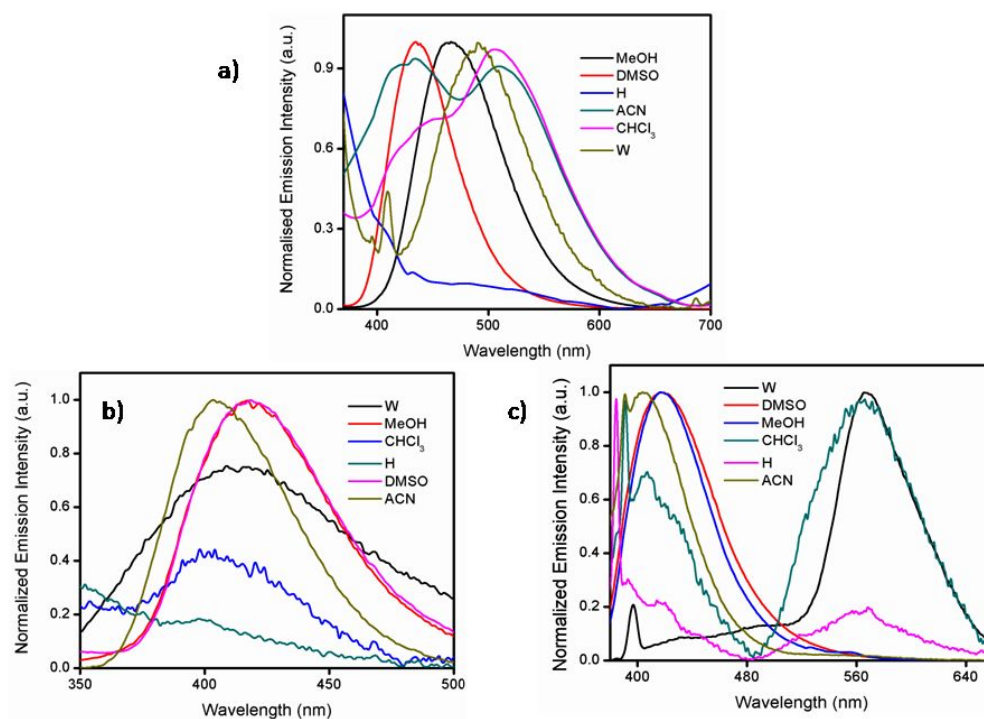 a)
Normalised Emission Intensity (a.u.)
0.9
0.6
0.3
0.0
MeOH
DMSO
H
ACN
CHCl₃
W
400 500 600 700
Wavelength (nm)
b)
Normalized Emission Intensity (a.u.)
1.0
0.8
0.6
0.4
0.2
0.0
W
MeOH
CHCl₃
H
DMSO
ACN
350 400 450 500
Wavelength (nm)
c)
Normalized Emission Intensity (a.u.)
1.0
0.8
0.6
0.4
0.2
0.0
W
DMSO
MeOH
CHCl₃
H
ACN
400 480 560 640
Wavelength (nm)